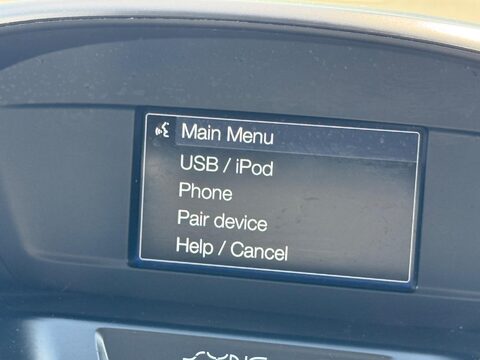 Main Menu
USB / iPod
Phone
Pair device
Help / Cancel